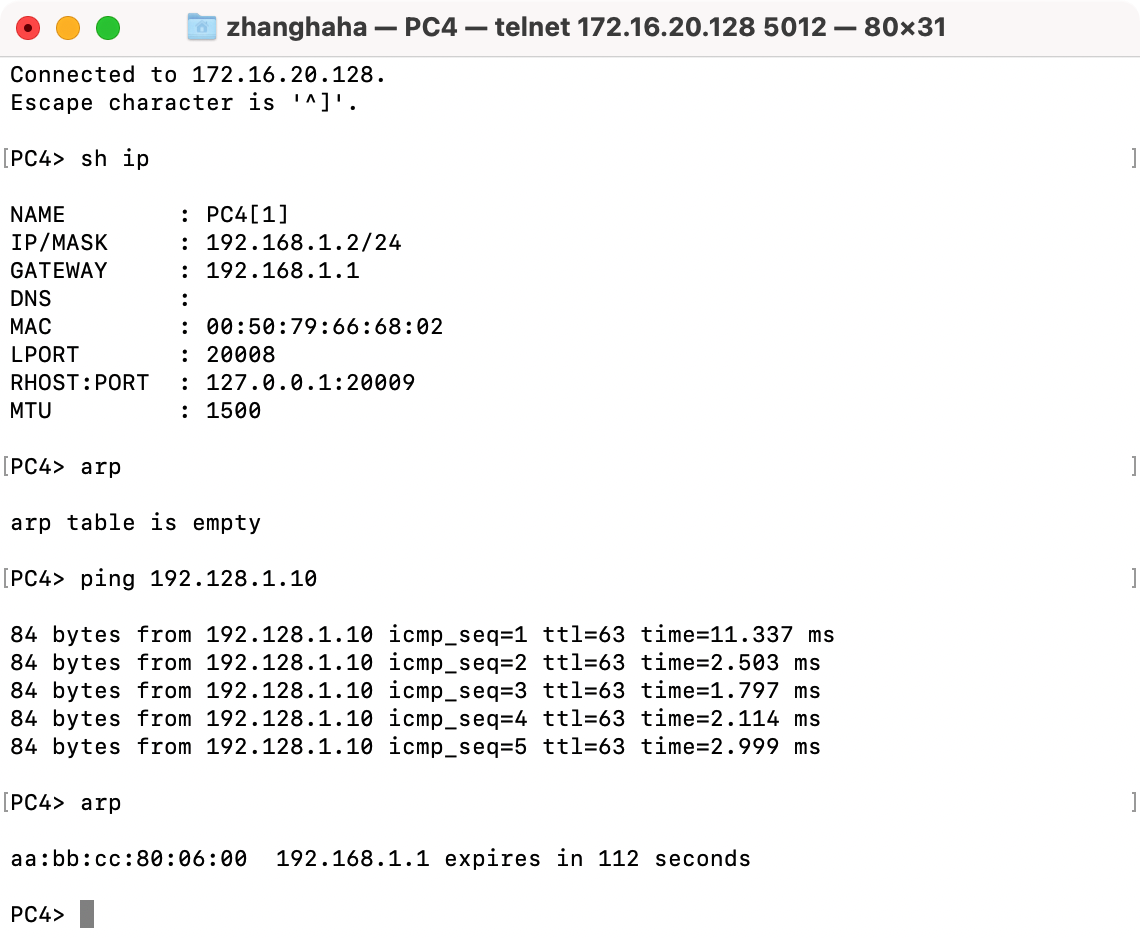 zhanghaha — PC4 — telnet 172.16.20.128 5012 — 80×31
Connected to 172.16.20.128.
Escape character is '^]'.
[PC4> sh ip ]
NAME : PC4[1]
IP/MASK : 192.168.1.2/24
GATEWAY : 192.168.1.1
DNS :
MAC : 00:50:79:66:68:02
LPORT : 20008
RHOST:PORT : 127.0.0.1:20009
MTU : 1500
[PC4> arp ]
arp table is empty
[PC4> ping 192.128.1.10 ]
84 bytes from 192.128.1.10 icmp_seq=1 ttl=63 time=11.337 ms
84 bytes from 192.128.1.10 icmp_seq=2 ttl=63 time=2.503 ms
84 bytes from 192.128.1.10 icmp_seq=3 ttl=63 time=1.797 ms
84 bytes from 192.128.1.10 icmp_seq=4 ttl=63 time=2.114 ms
84 bytes from 192.128.1.10 icmp_seq=5 ttl=63 time=2.999 ms
[PC4> arp ]
aa:bb:cc:80:06:00 192.168.1.1 expires in 112 seconds
PC4>